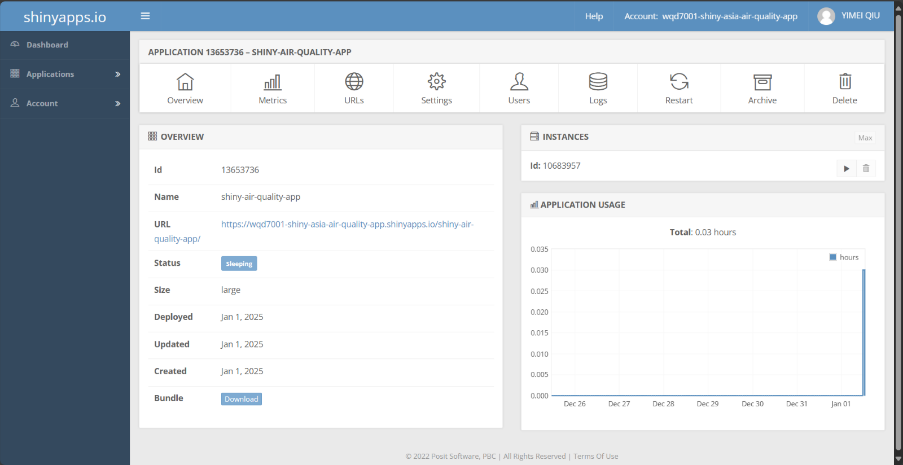 shinyapps.io
Help
Account: wqd7001-shiny-asia-air-quality-app
YIMEI QIU
Dashboard
Applications
Account
APPLICATION 13653736 – SHINY-AIR-QUALITY-APP
Overview
Metrics
URLs
Settings
Users
Logs
Restart
Archive
Delete
OVERVIEW
Id 13653736
Name shiny-air-quality-app
URL https://wqd7001-shiny-asia-air-quality-app.shinyapps.io/shiny-air-
quality-app/
Status Sleeping
Size large
Deployed Jan 1, 2025
Updated Jan 1, 2025
Created Jan 1, 2025
Bundle Download
INSTANCES
Max
Id: 10683957
APPLICATION USAGE
Total: 0.03 hours
hours
0.035
0.030
0.025
0.020
0.015
0.010
0.005
0.000
Dec 26 Dec 27 Dec 28 Dec 29 Dec 30 Dec 31 Jan 01
© 2022 Posit Software, PBC | All Rights Reserved | Terms Of Use